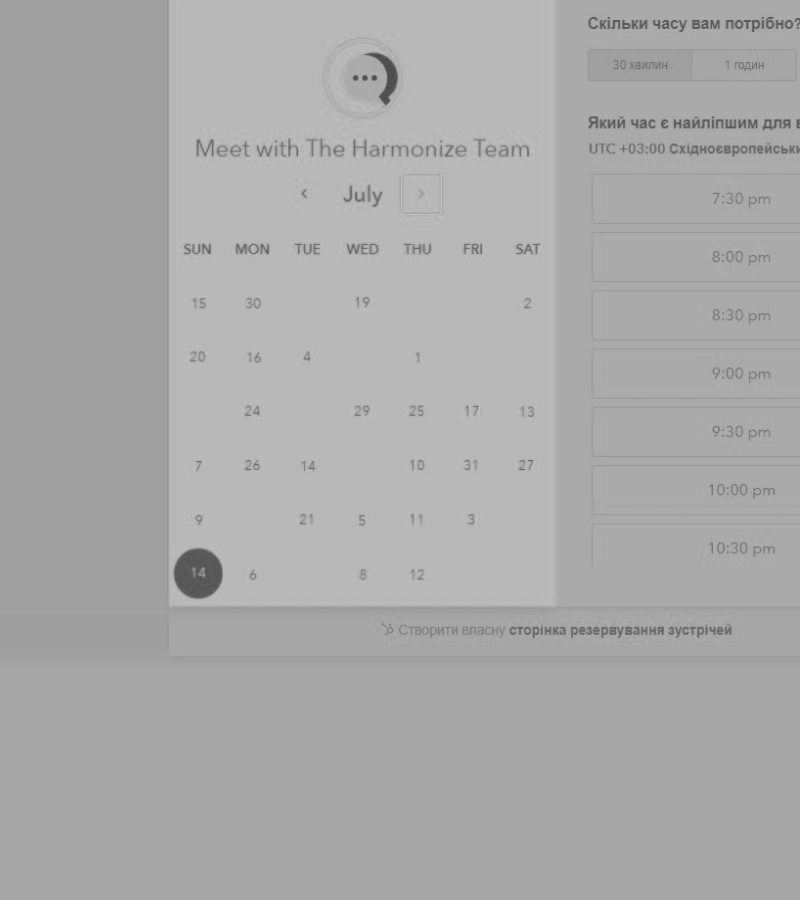 Meet with The Harmonize Team
July
SUN MON TUE WED THU FRI SAT
15 30 19 2
20 16 4 1
24 29 25 17 13
7 26 14 10 31 27
9 21 5 11 3
14 6 8 12
Скільки часу вам потрібно?
30 хвилин 1 годин
Який час є найліпшим для в
UTC +03:00 Східноєвропейськи
7:30 pm
8:00 pm
8:30 pm
9:00 pm
9:30 pm
10:00 pm
10:30 pm
Створити власну сторінка резервування зустрічей